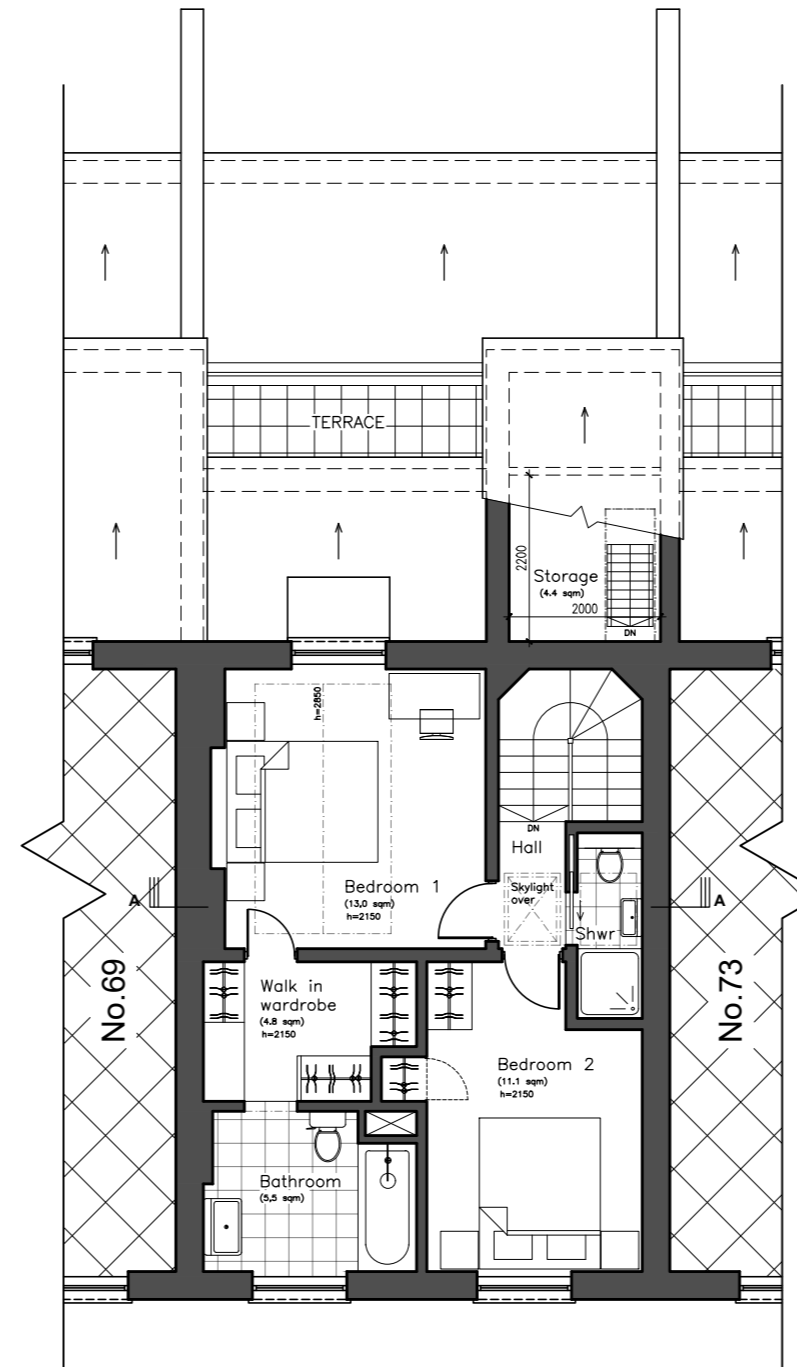 TERRACE
2200
Storage
(4.4 sqm)
2000
DN
h=2850
DN
Hall
Bedroom 1
(13,0 sqm)
h=2150
Skylight
over
A
A
Shwr
No.69
No.73
Walk in
wardrobe
(4.8 sqm)
h=2150
Bedroom 2
(11.1 sqm)
h=2150
Bathroom
(5,5 sqm)